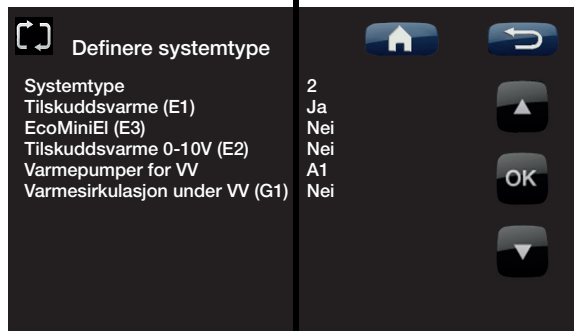 Definere systemtype
Systemtype 2
Tilskuddsvarme (E1) Ja
EcoMiniEl (E3) Nei
Tilskuddsvarme 0-10V (E2) Nei
Varmepumper for VV A1
Varmesirkulasjon under VV (G1) Nei
OK